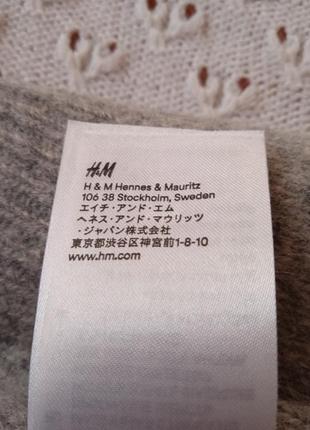 H&M
H & M Hennes & Mauritz
106 38 Stockholm, Sweden
エイチ・アンド・エム
ヘネス・アンド・マウリッツ
・ジャパン株式会社
東京都渋谷区神宮前1-8-10
www.hm.com